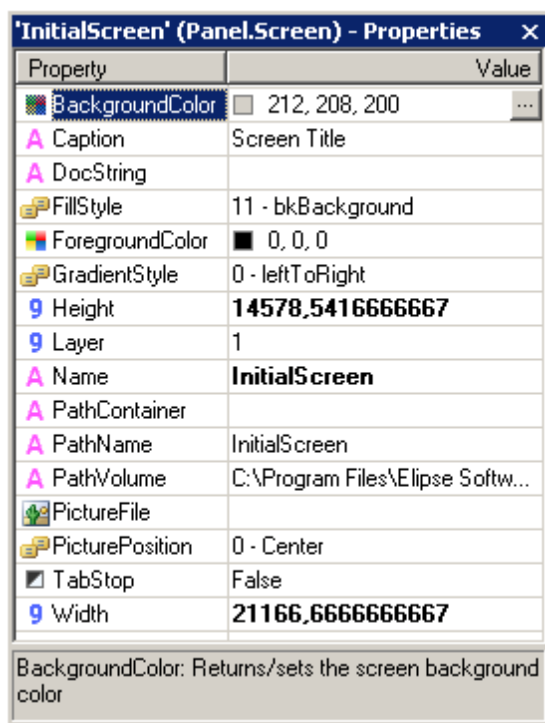 'InitialScreen' (Panel.Screen) - Properties
Property Value
BackgroundColor 212, 208, 200 ...
Caption Screen Title
DocString
FillStyle 11 - bkBackground
ForegroundColor 0, 0, 0
GradientStyle 0 - leftToRight
Height 14578,5416666667
Layer 1
Name InitialScreen
PathContainer
PathName InitialScreen
PathVolume C:\Program Files\Elipse Softw...
PictureFile
PicturePosition 0 - Center
TabStop False
Width 21166,6666666667
BackgroundColor: Returns/sets the screen background
color